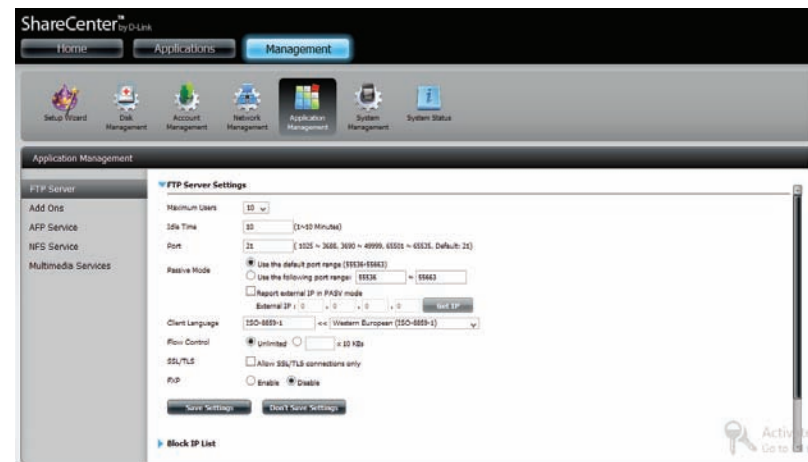 ShareCenter™ by D-Link
Home Applications Management
Setup Wizard
Disk Management
Account Management
Network Management
Application Management
System Management
System Status
Application Management
FTP Server
Add Ons
AFP Service
NFS Service
Multimedia Services
FTP Server Settings
Maximum Users 10
Idle Time 10 (1~10 Minutes)
Port 21 ( 1025 ~ 3688, 3690 ~ 49999, 65501 ~ 65535. Default: 21)
Passive Mode Use the default port range (55536-55663)
Use the following port range: 55536 ~ 55663
Report external IP in PASV mode
External IP : 0 . 0 . 0 . 0 Get IP
Client Language ISO-8859-1 << Western European (ISO-8859-1)
Flow Control Unlimited x 10 KBs
SSL/TLS Allow SSL/TLS connections only
FXP Enable Disable
Save Settings Don't Save Settings
Block IP List
Activ
Go to